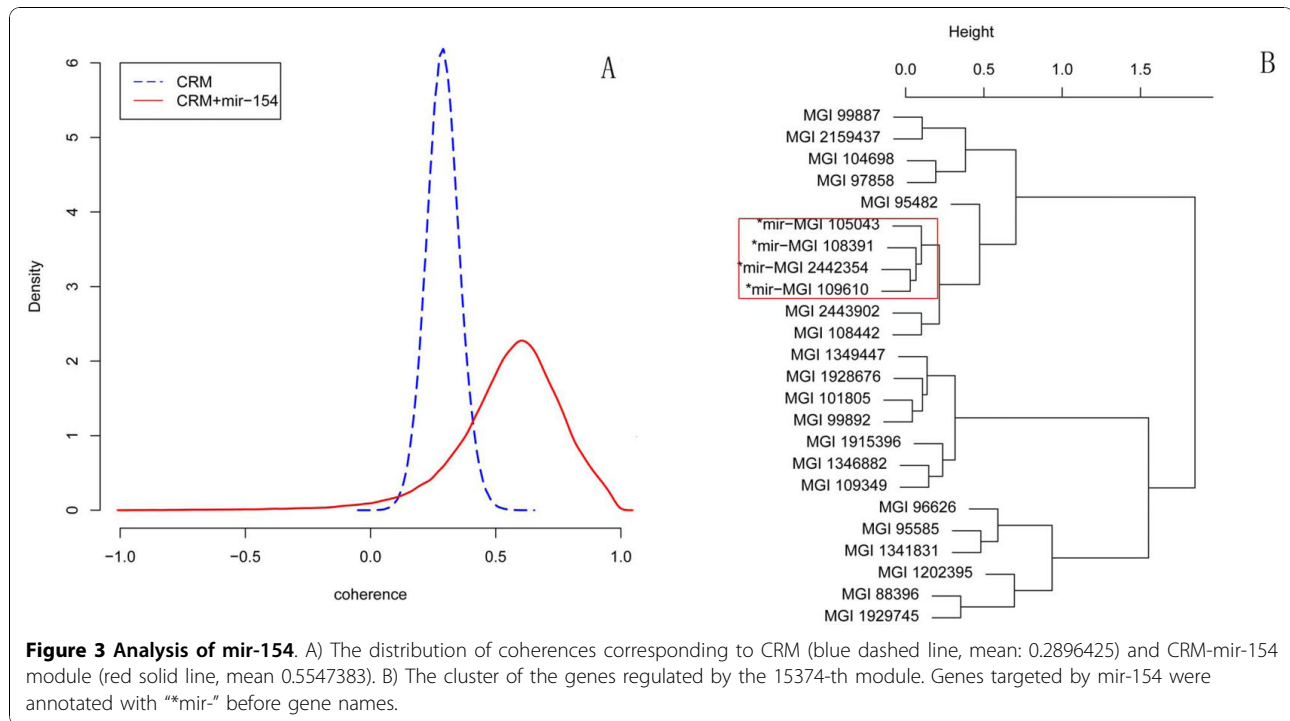 A
CRM
CRM+mir−154
Density
6
5
4
3
2
1
0
−1.0 −0.5 0.0 0.5 1.0
coherence
B
Height
0.0 0.5 1.0 1.5
MGI 99887
MGI 2159437
MGI 104698
MGI 97858
MGI 95482
*mir−MGI 105043
*mir−MGI 108391
*mir−MGI 2442354
*mir−MGI 109610
MGI 2443902
MGI 108442
MGI 1349447
MGI 1928676
MGI 101805
MGI 99892
MGI 1915396
MGI 1346882
MGI 109349
MGI 96626
MGI 95585
MGI 1341831
MGI 1202395
MGI 88396
MGI 1929745
Figure 3 Analysis of mir-154. A) The distribution of coherences corresponding to CRM (blue dashed line, mean: 0.2896425) and CRM-mir-154
module (red solid line, mean 0.5547383). B) The cluster of the genes regulated by the 15374-th module. Genes targeted by mir-154 were
annotated with “*mir-” before gene names.